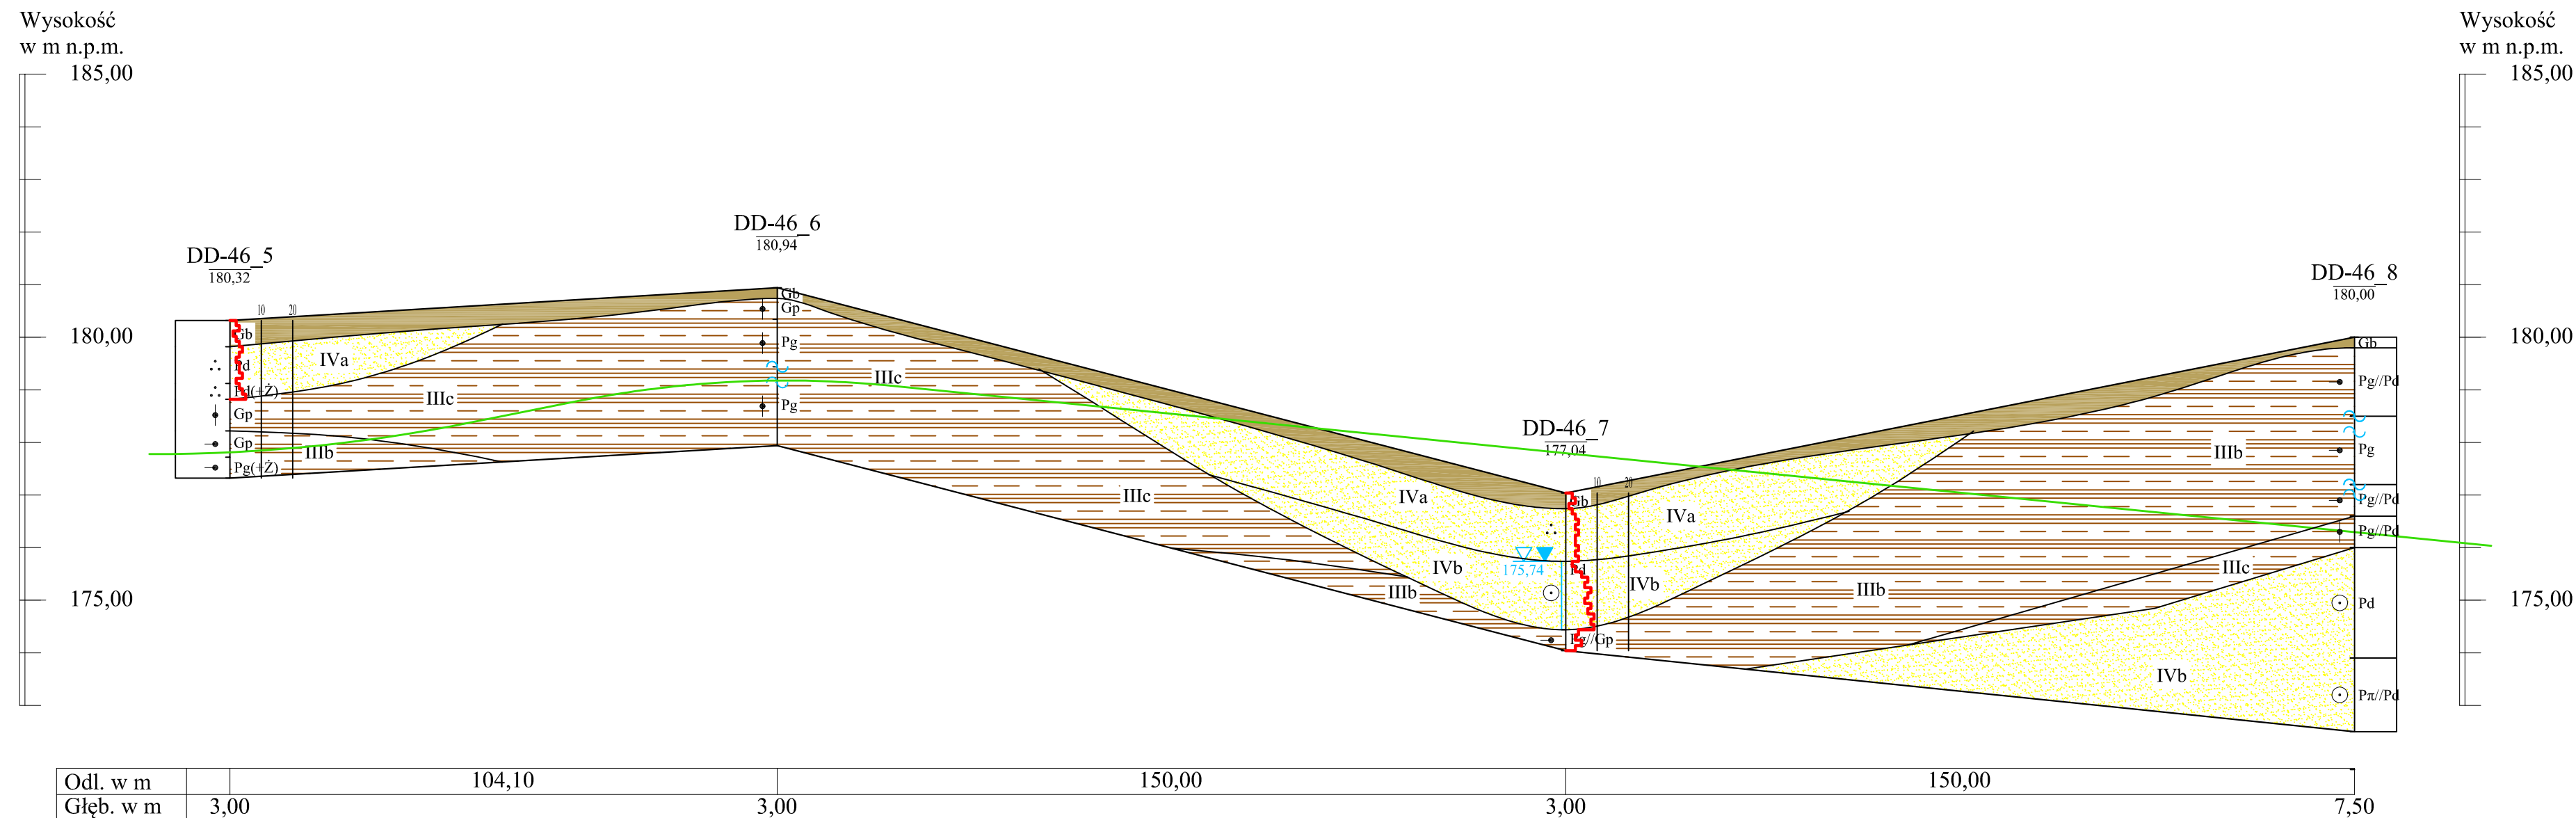 Wysokość
w m n.p.m.
185,00
180,00
175,00
Wysokość
w m n.p.m.
185,00
180,00
175,00
DD-46_5
180,32
10 20
Gb
Pd
Pd(+Ż)
Gp
Gp
Pg(+Ż)
IVa
IIIc
IIIb
DD-46_6
180,94
Gb
Gp
Pg
Pg
IIIc
IIIc
IIIb
IVa
IVb
DD-46_7
177,04
10 20
Gb
175,74
Pd
Pg//Gp
IVa
IVb
IIIb
IIIb
IIIc
IVb
DD-46_8
180,00
Gb
Pg//Pd
Pg
Pg//Pd
Pg//Pd
Pd
Pπ//Pd
Odl. w m 104,10 150,00 150,00
Głęb. w m 3,00 3,00 3,00 7,50